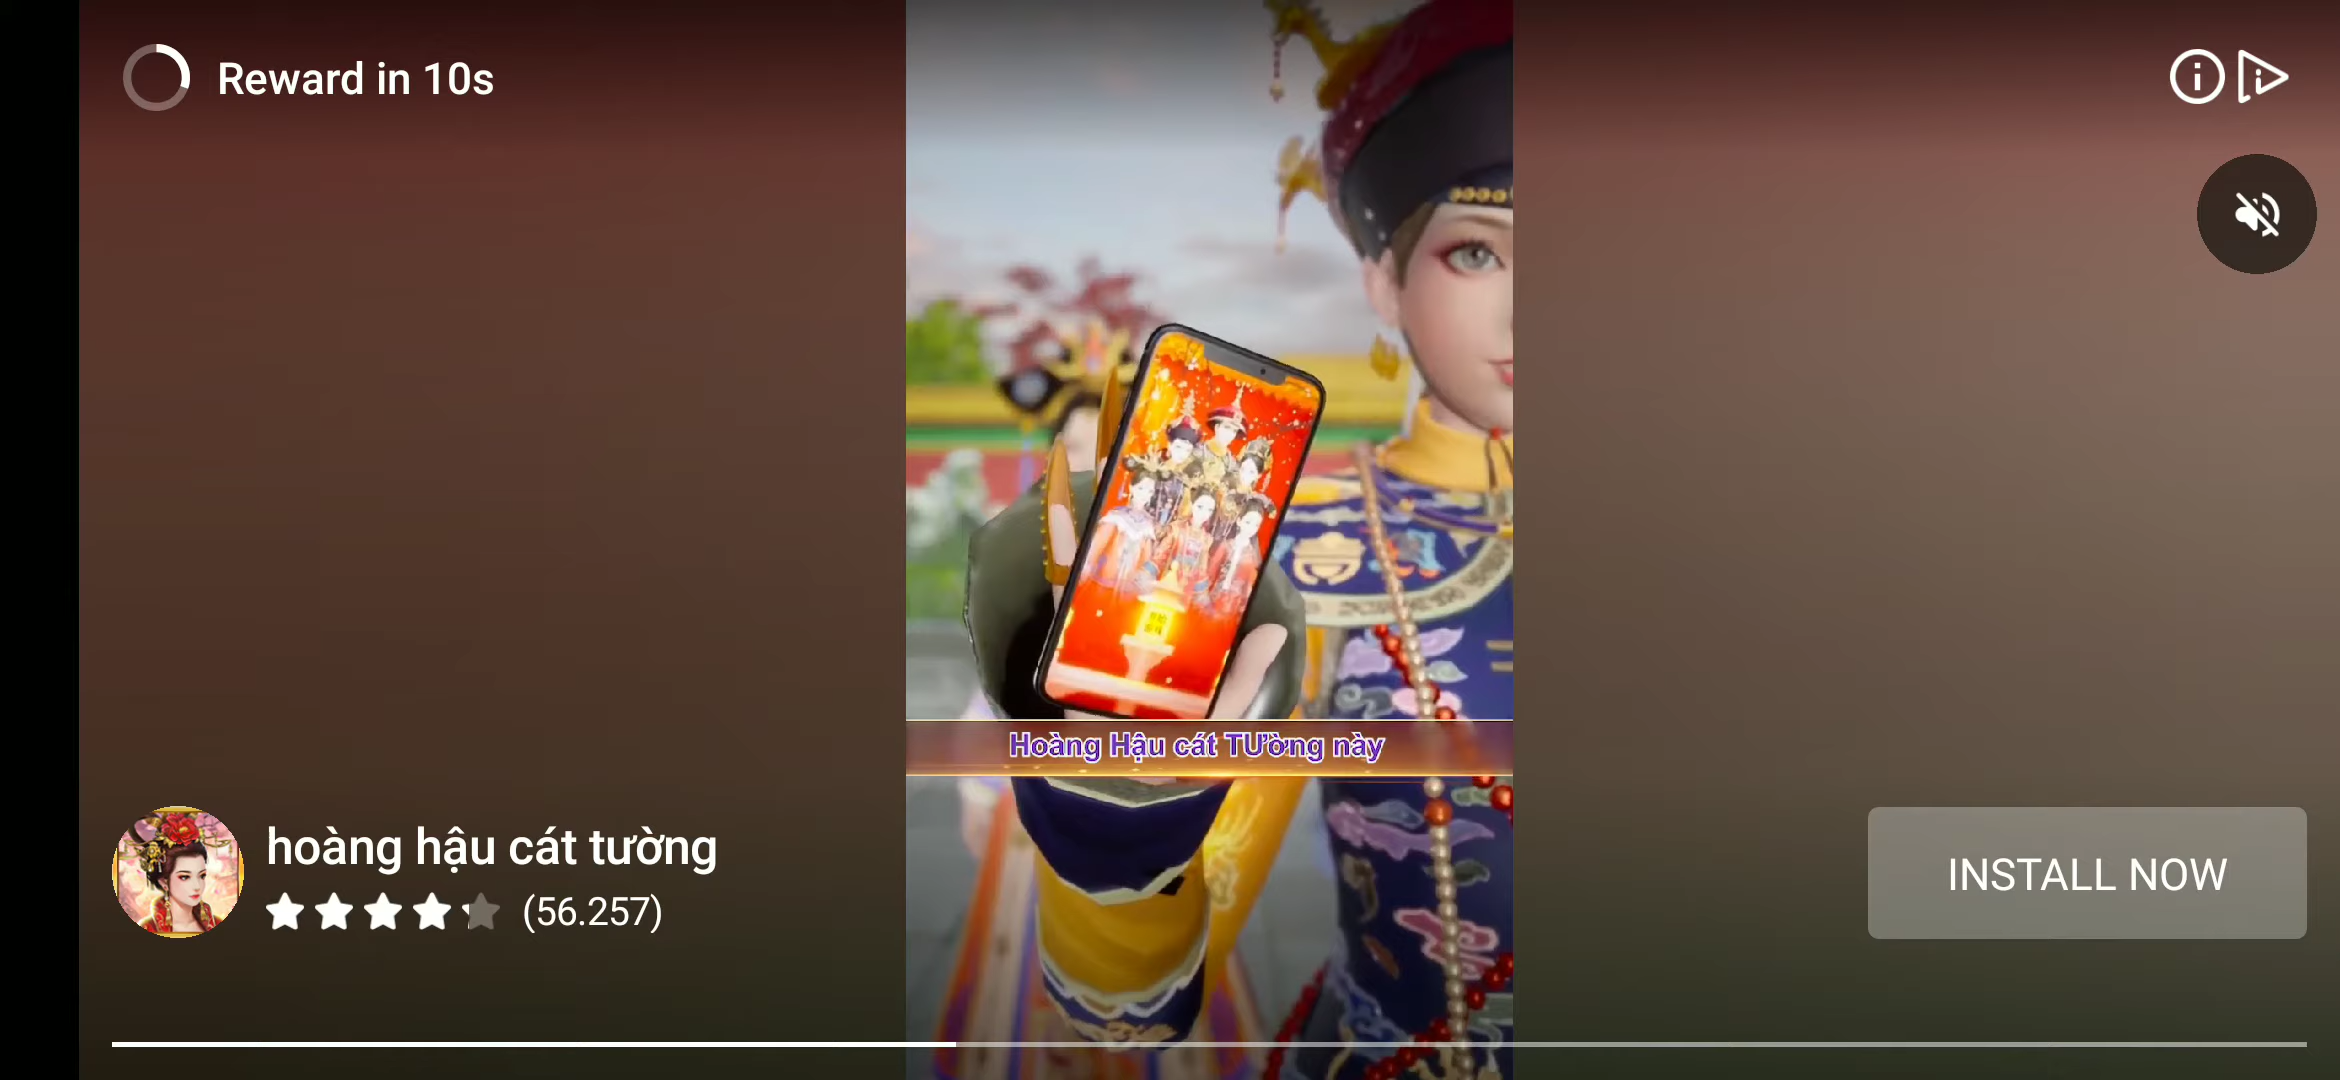 Reward in 10s
Hoàng Hậu cát TƯờng này
hoàng hậu cát tường
(56.257)
INSTALL NOW